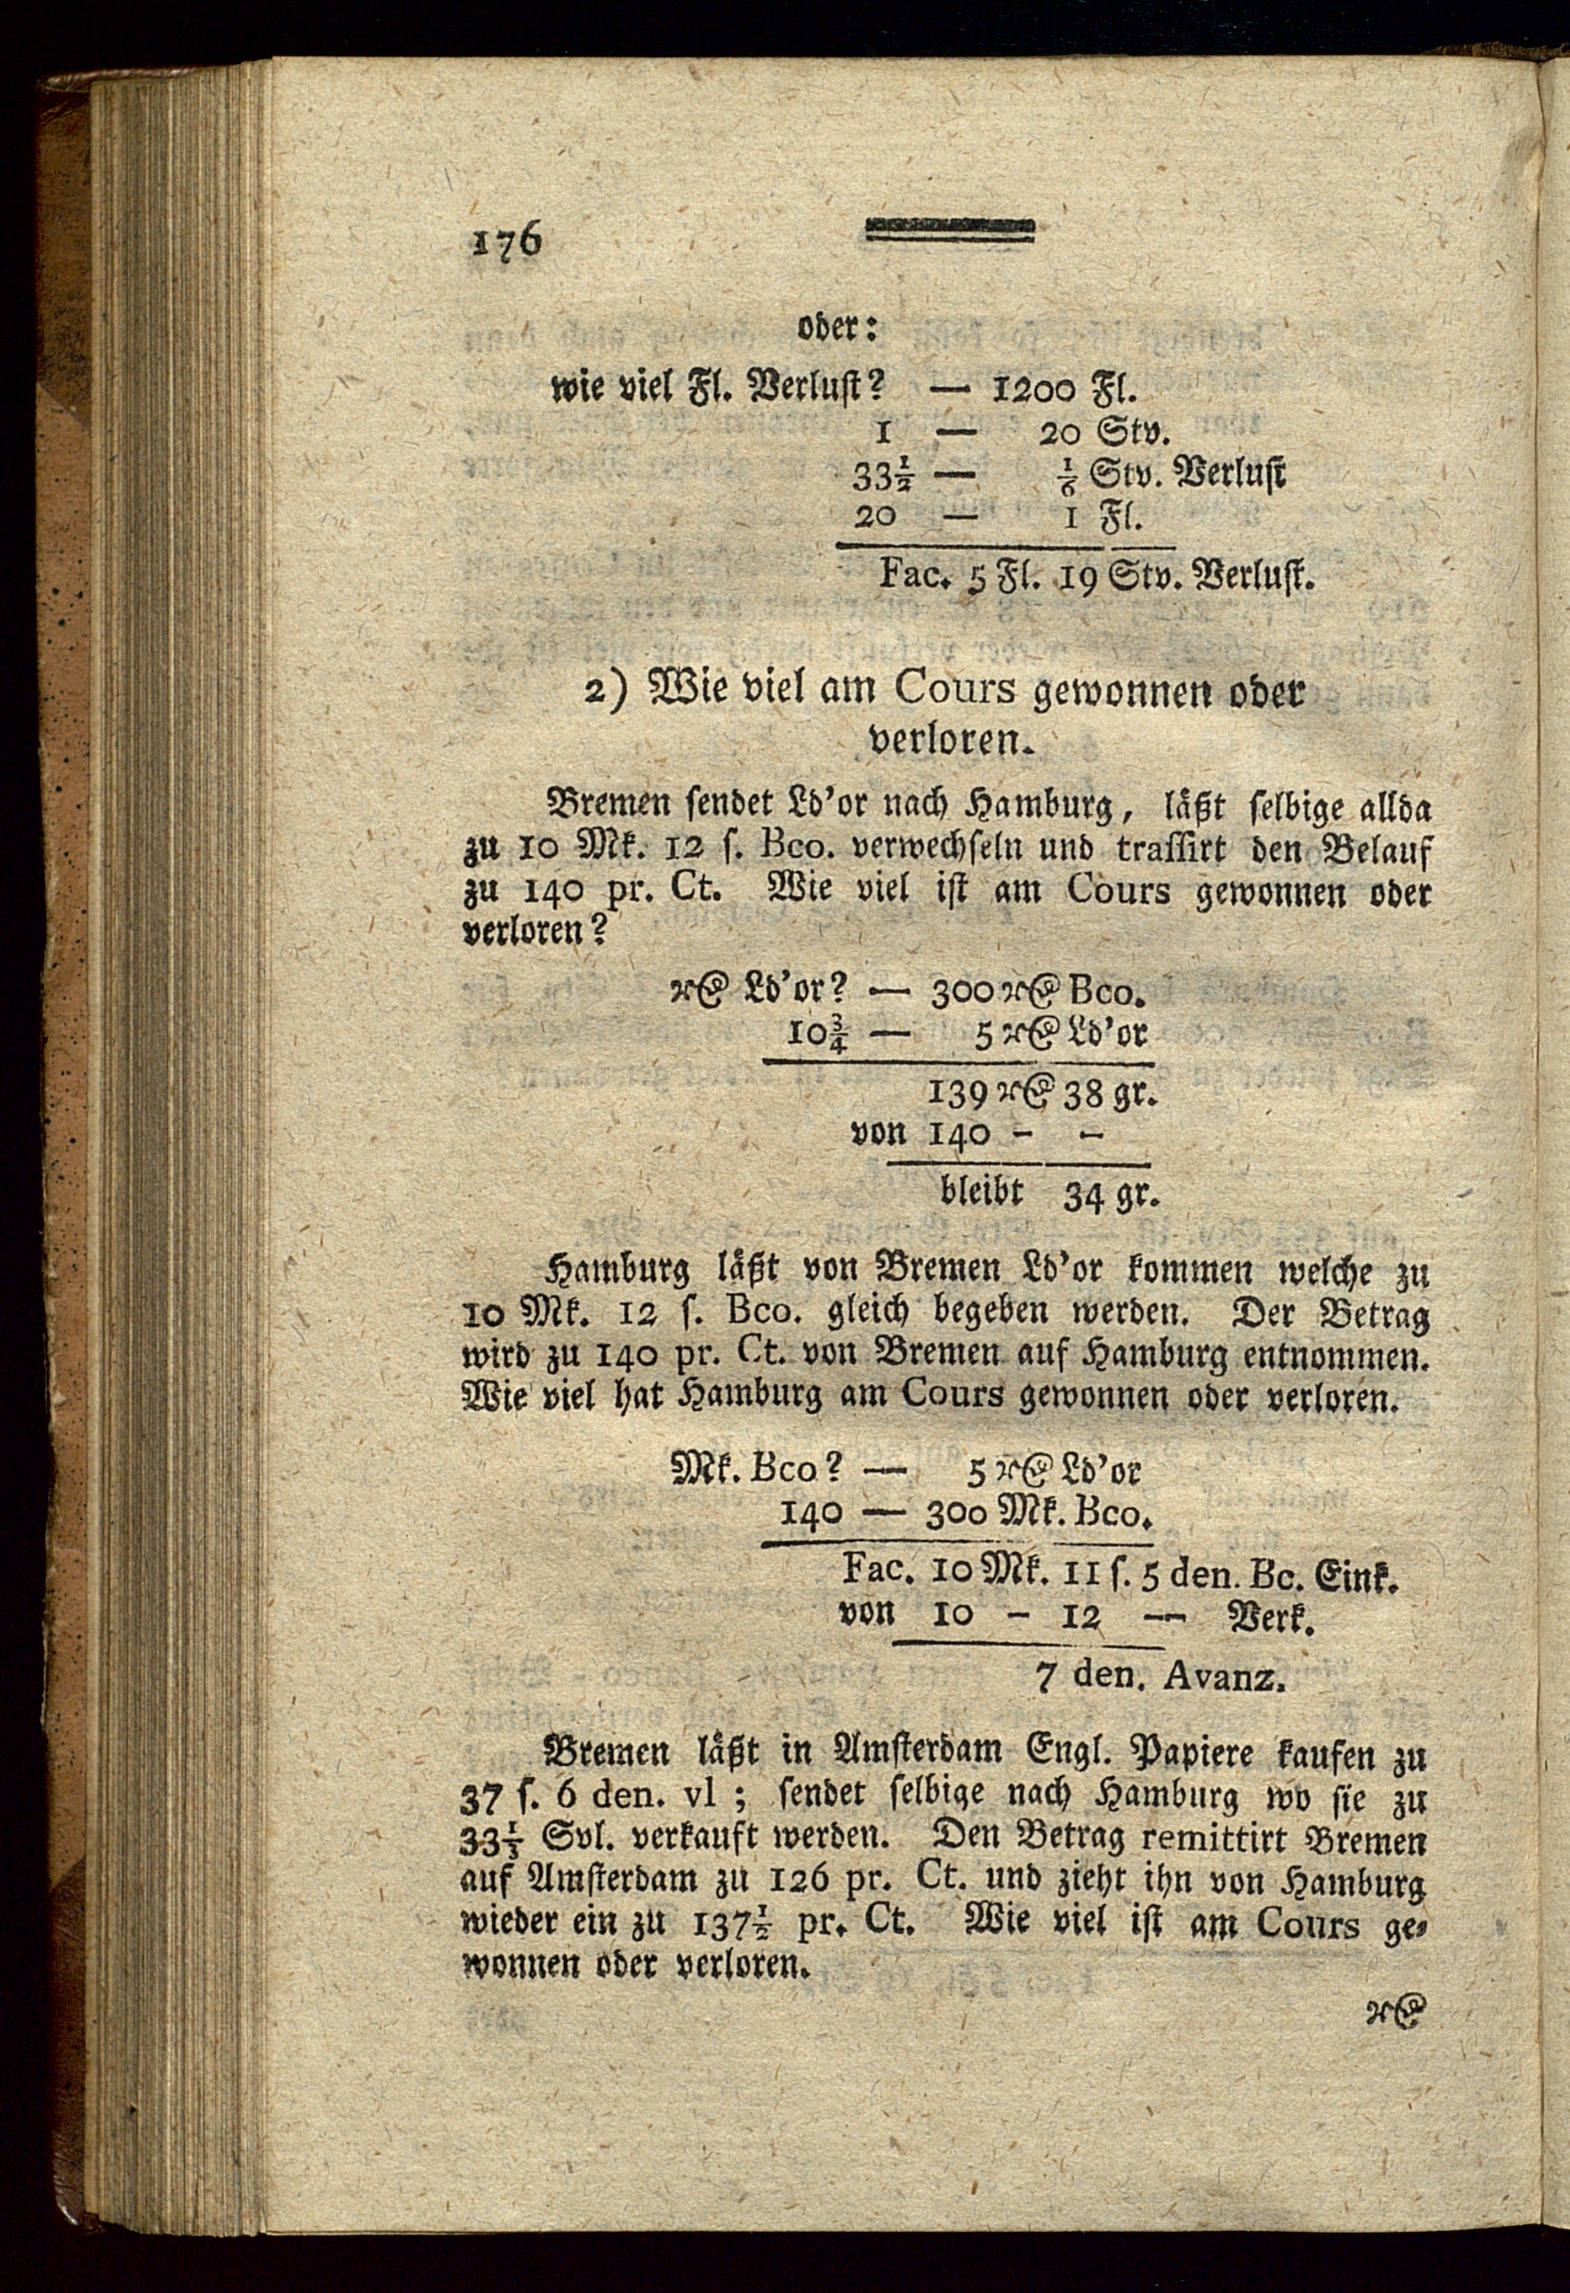 176
oder:
wie viel Fl. Verluſt? — 1200 Fl.
1 — 20 Stv.
33½ — ⅙ Stv. Verluſt
20 — 1 Fl.
Fac. 5 Fl. 19 Stv. Verluſt.
2) Wie viel am Cours gewonnen oder
verloren.
Bremen ſendet Ld'or nach Hamburg, läßt ſelbige allda
zu 10 Mk. 12 ſ. Bco. verwechſeln und traſſirt den Belauf
zu 140 pr. Ct. Wie viel iſt am Cours gewonnen oder
verloren?
rꝭ Ld'or? — 300 rꝭ Bco.
10¾ — 5 rꝭ Ld'or
139 rꝭ 38 gr.
von 140 - -
bleibt 34 gr.
Hamburg läßt von Bremen Ld'or kommen welche zu
10 Mk. 12 ſ. Bco. gleich begeben werden. Der Betrag
wird zu 140 pr. Ct. von Bremen auf Hamburg entnommen.
Wie viel hat Hamburg am Cours gewonnen oder verloren.
Mk. Bco? — 5 rꝭ Ld'or
140 — 300 Mk. Bco.
Fac. 10 Mk. 11 ſ. 5 den. Bc. Eink.
von 10 - 12 -- Verk.
7 den. Avanz.
Bremen läßt in Amſterdam Engl. Papiere kaufen zu
37 ſ. 6 den. vl ; ſendet ſelbige nach Hamburg wo ſie zu
33⅓ Svl. verkauft werden. Den Betrag remittirt Bremen
auf Amſterdam zu 126 pr. Ct. und zieht ihn von Hamburg
wieder ein zu 137½ pr. Ct. Wie viel iſt am Cours ge⸗
wonnen oder verloren.
rꝭ